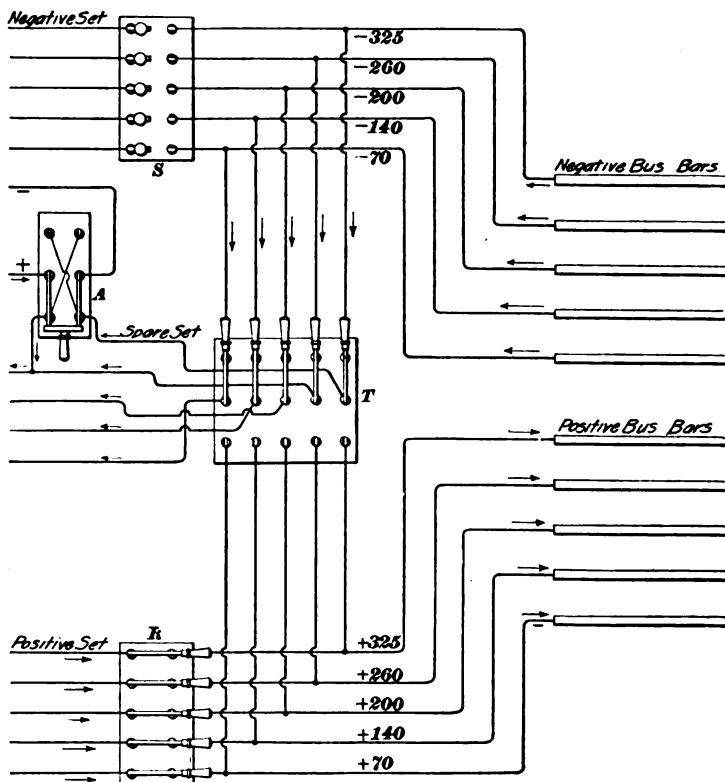 Negative Set
-325
-260
-200
-140
-70
S
Negative Bus Bars
-
+
A
Spare Set
T
Positive Bus Bars
-
Positive Set
R
+325
+260
+200
+140
+70